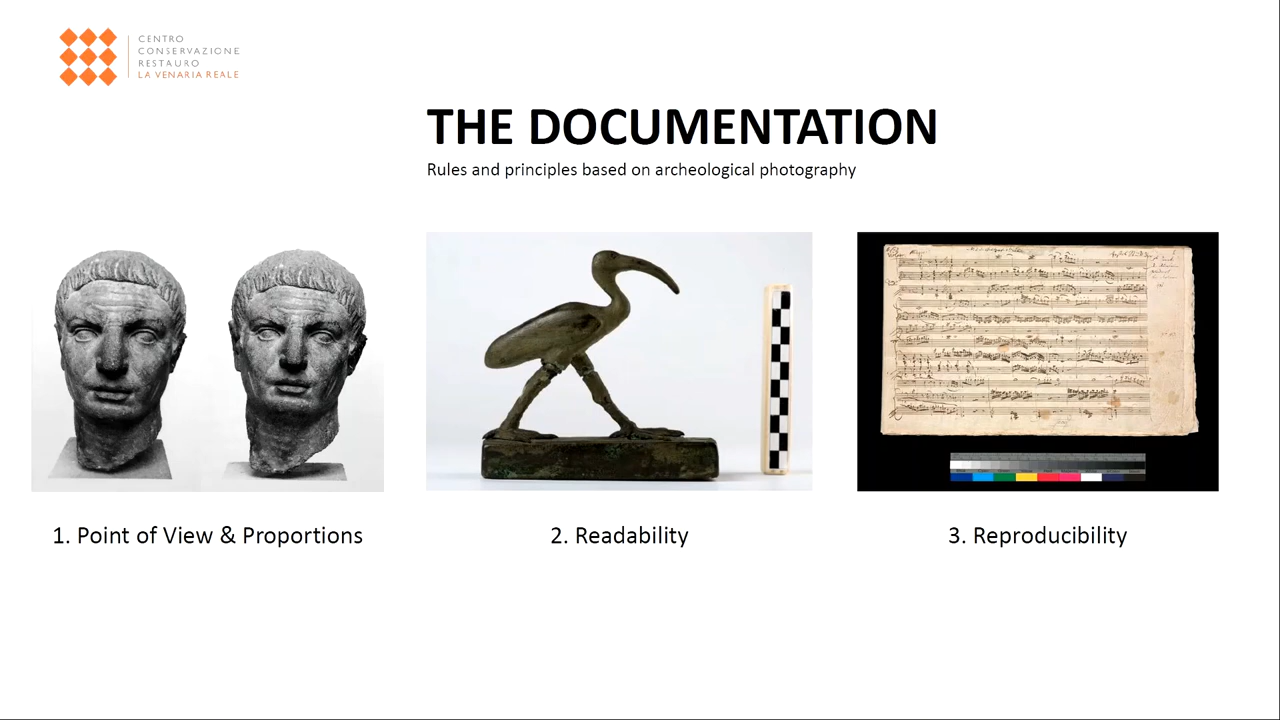 CENTRO
CONSERVAZIONE
RESTAURO
LA VENARIA REALE
THE DOCUMENTATION
Rules and principles based on archeological photography
1. Point of View & Proportions
2. Readability
3. Reproducibility